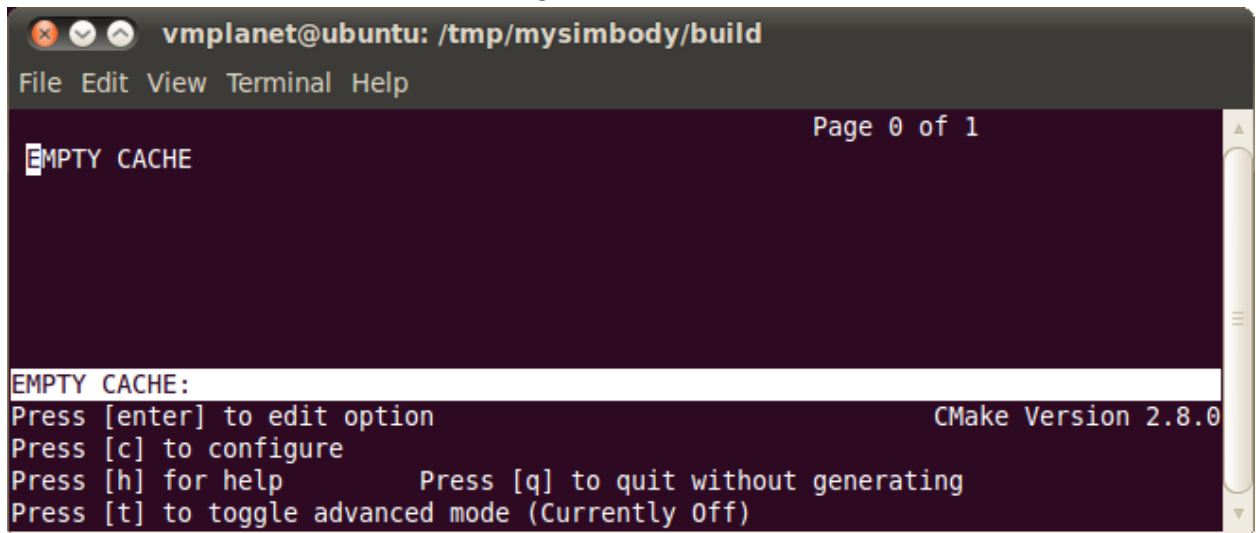 vmplanet@ubuntu: /tmp/mysimbody/build
File Edit View Terminal Help
Page 0 of 1
EMPTY CACHE
EMPTY CACHE:
Press [enter] to edit option CMake Version 2.8.0
Press [c] to configure
Press [h] for help Press [q] to quit without generating
Press [t] to toggle advanced mode (Currently Off)